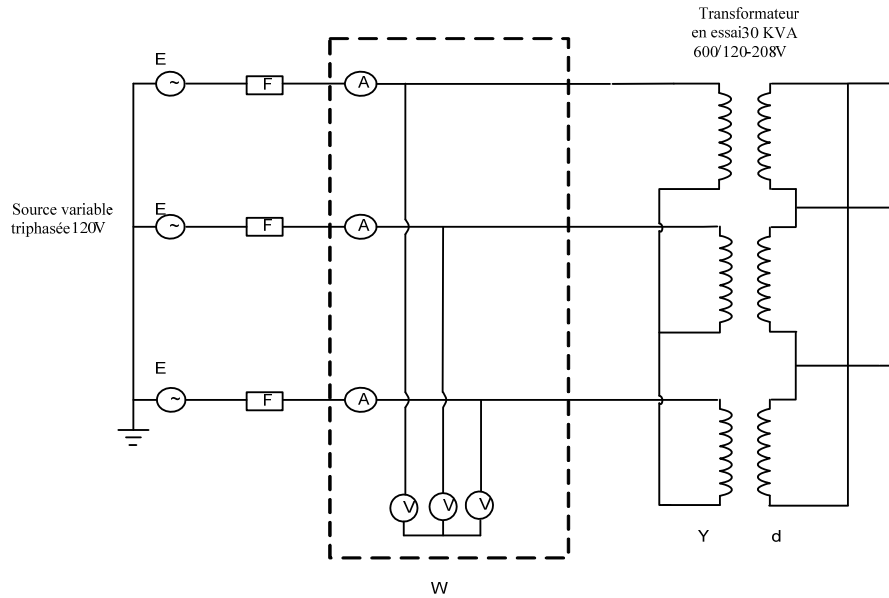 Transformateur
en essai30 KVA
600/120-208V
E
~
F
A
Source variable
triphasée120V
E
~
F
A
E
~
F
A
V
V
V
Y
d
W